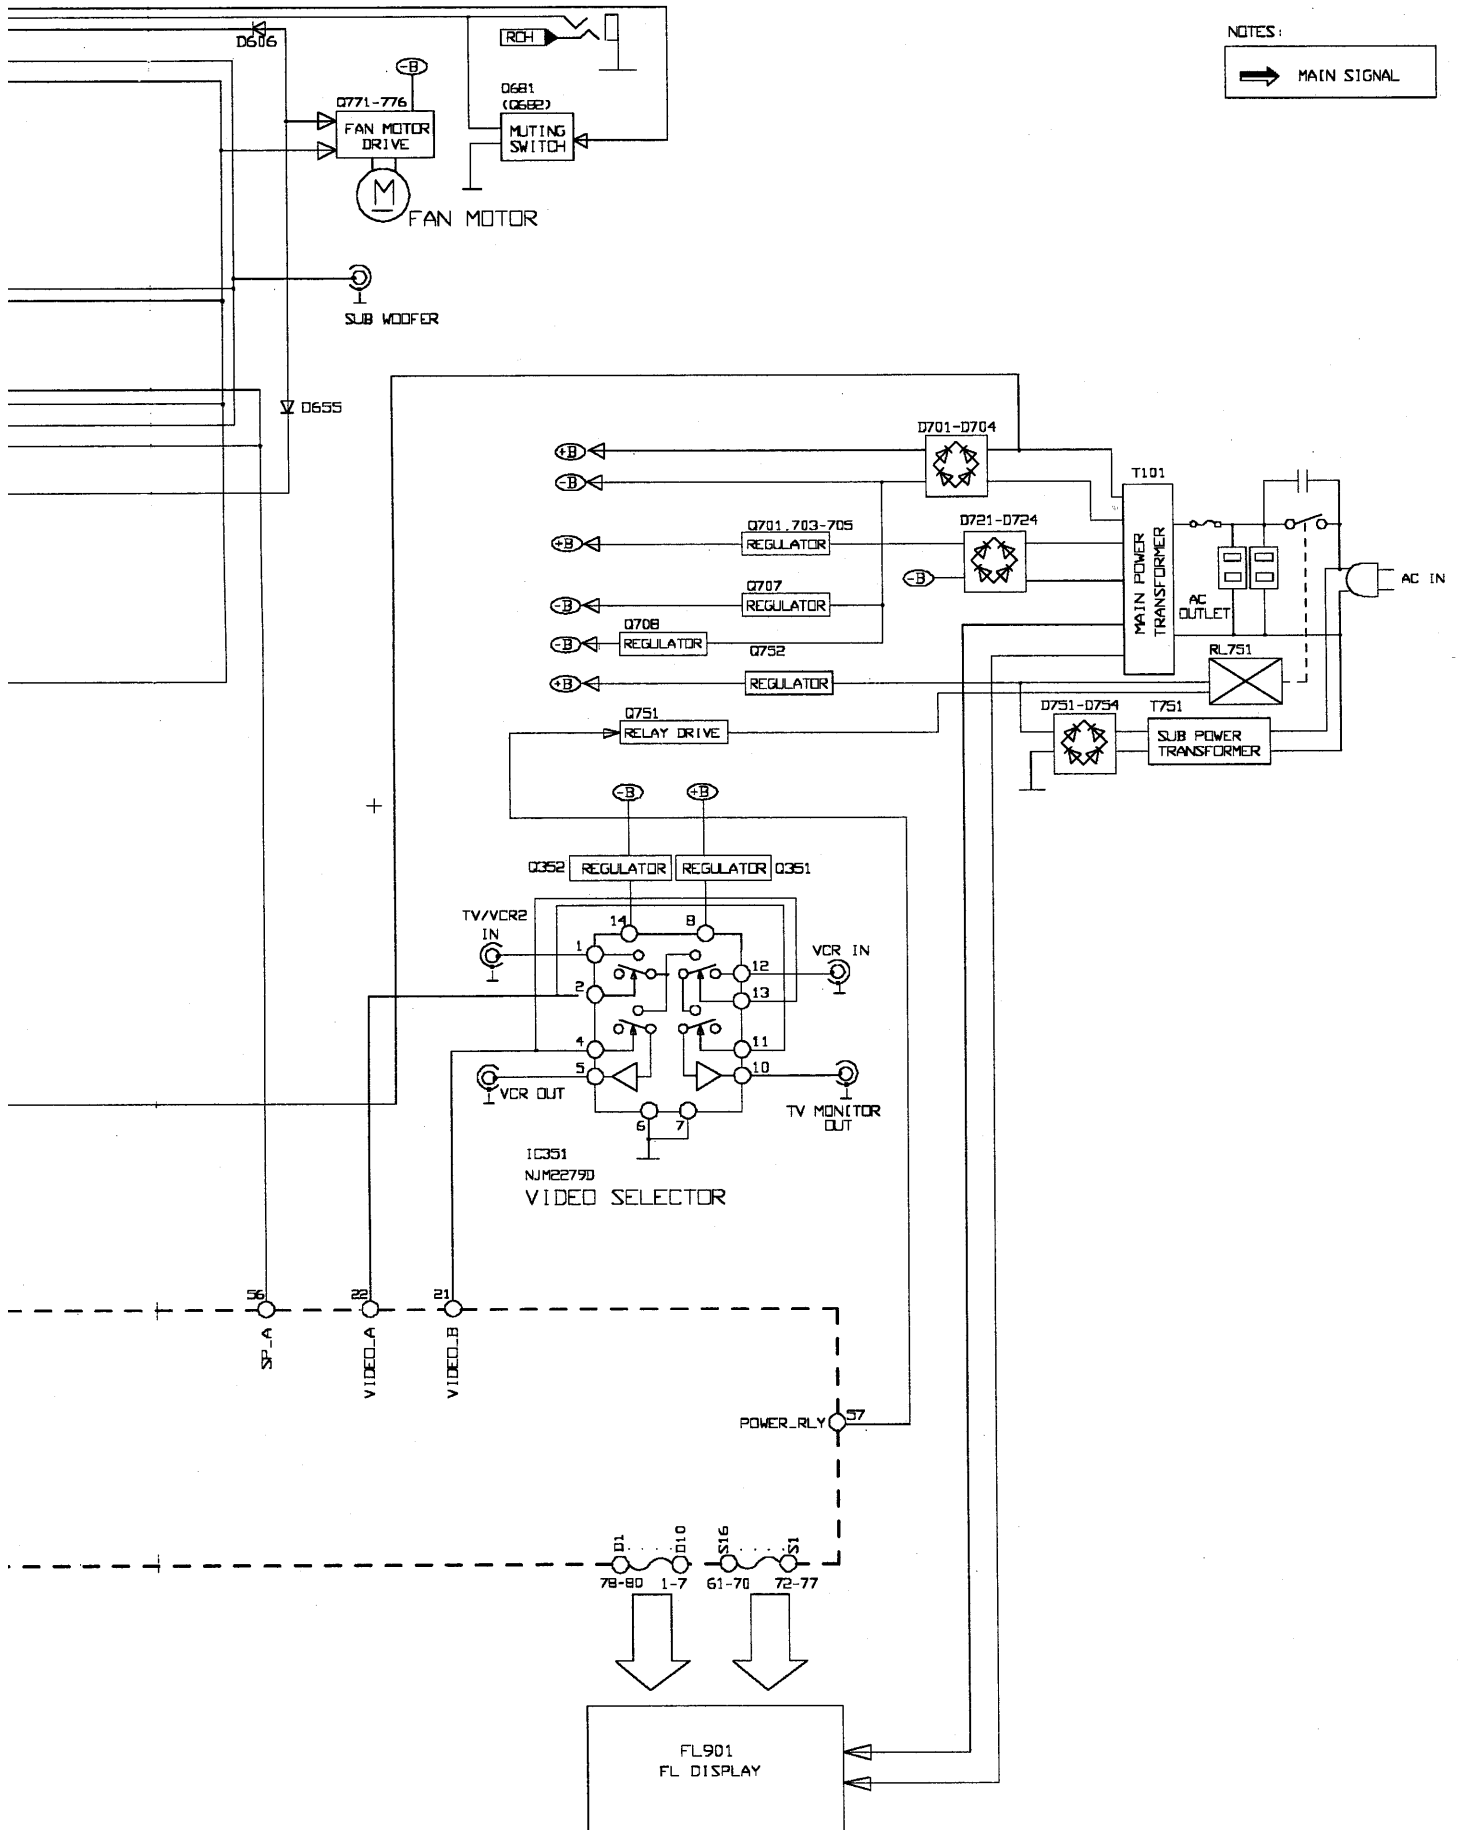 NOTES:
MAIN SIGNAL
D606
RCH
-B
Q771-776
FAN MOTOR
DRIVE
M
FAN MOTOR
Q681
(Q682)
MUTING
SWITCH
SUB WOOFER
D655
D701-D704
+B
-B
T101
MAIN POWER
TRANSFORMER
Q701,703-705
REGULATOR
+B
D721-D724
-B
AC IN
AC
OUTLET
Q707
REGULATOR
-B
Q708
REGULATOR
-B
Q752
REGULATOR
+B
RL751
Q751
RELAY DRIVE
D751-D754
T751
SUB POWER
TRANSFORMER
-B
+B
Q352
REGULATOR
REGULATOR
Q351
TV/VCR2
IN
14
8
1
VCR IN
12
2
13
4
11
5
10
VCR OUT
TV MONITOR
OUT
6
7
IC351
NJM2279D
VIDEO SELECTOR
56
22
21
SP_A
VIDEO_A
VIDEO_B
POWER_RLY
57
D1
D10
S16
S1
78-80
1-7
61-70
72-77
FL901
FL DISPLAY